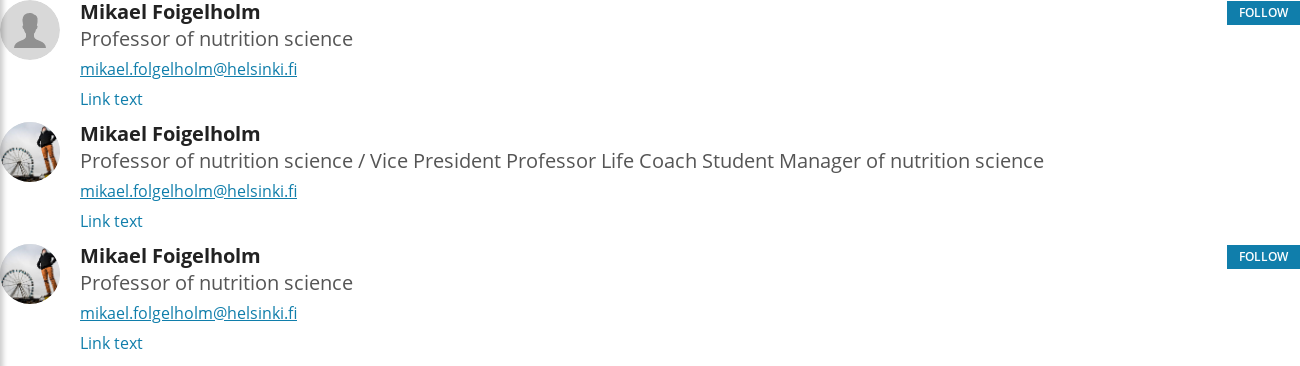 Mikael Foigelholm
FOLLOW
Professor of nutrition science
mikael.folgelholm@helsinki.fi
Link text
Mikael Foigelholm
Professor of nutrition science / Vice President Professor Life Coach Student Manager of nutrition science
mikael.folgelholm@helsinki.fi
Link text
Mikael Foigelholm
FOLLOW
Professor of nutrition science
mikael.folgelholm@helsinki.fi
Link text